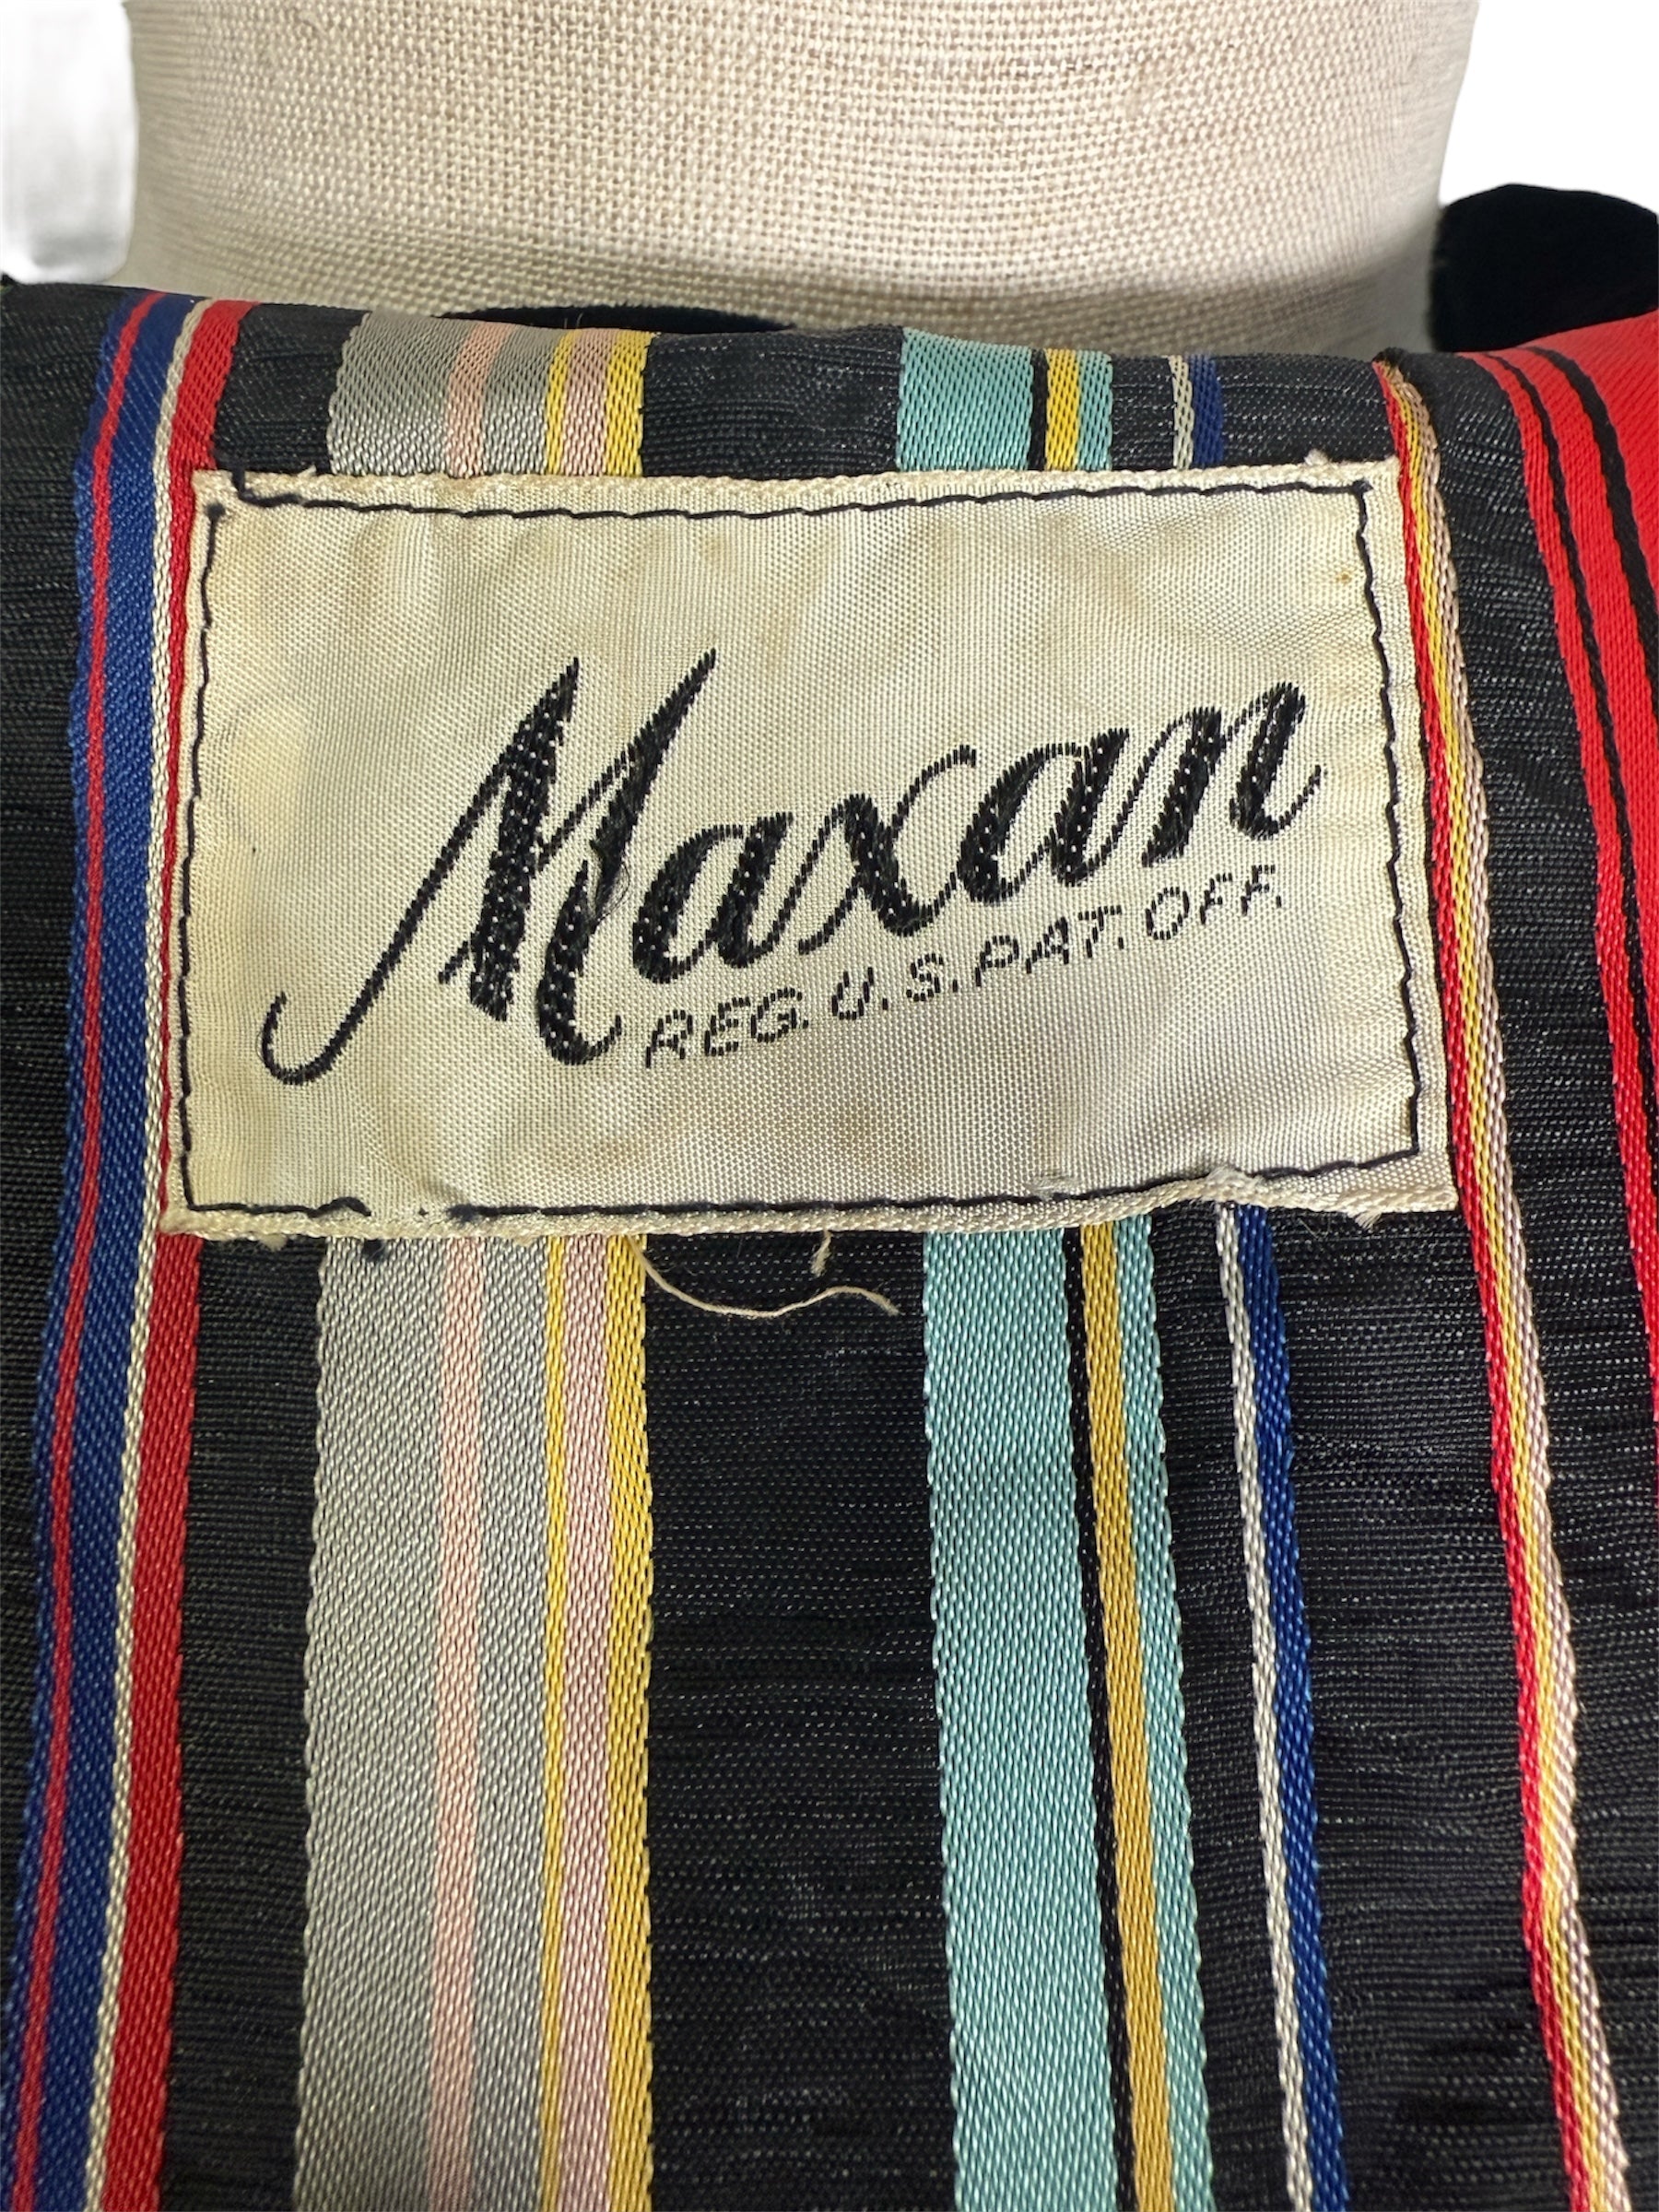 Maxan
REG. U.S. PAT. OFF.